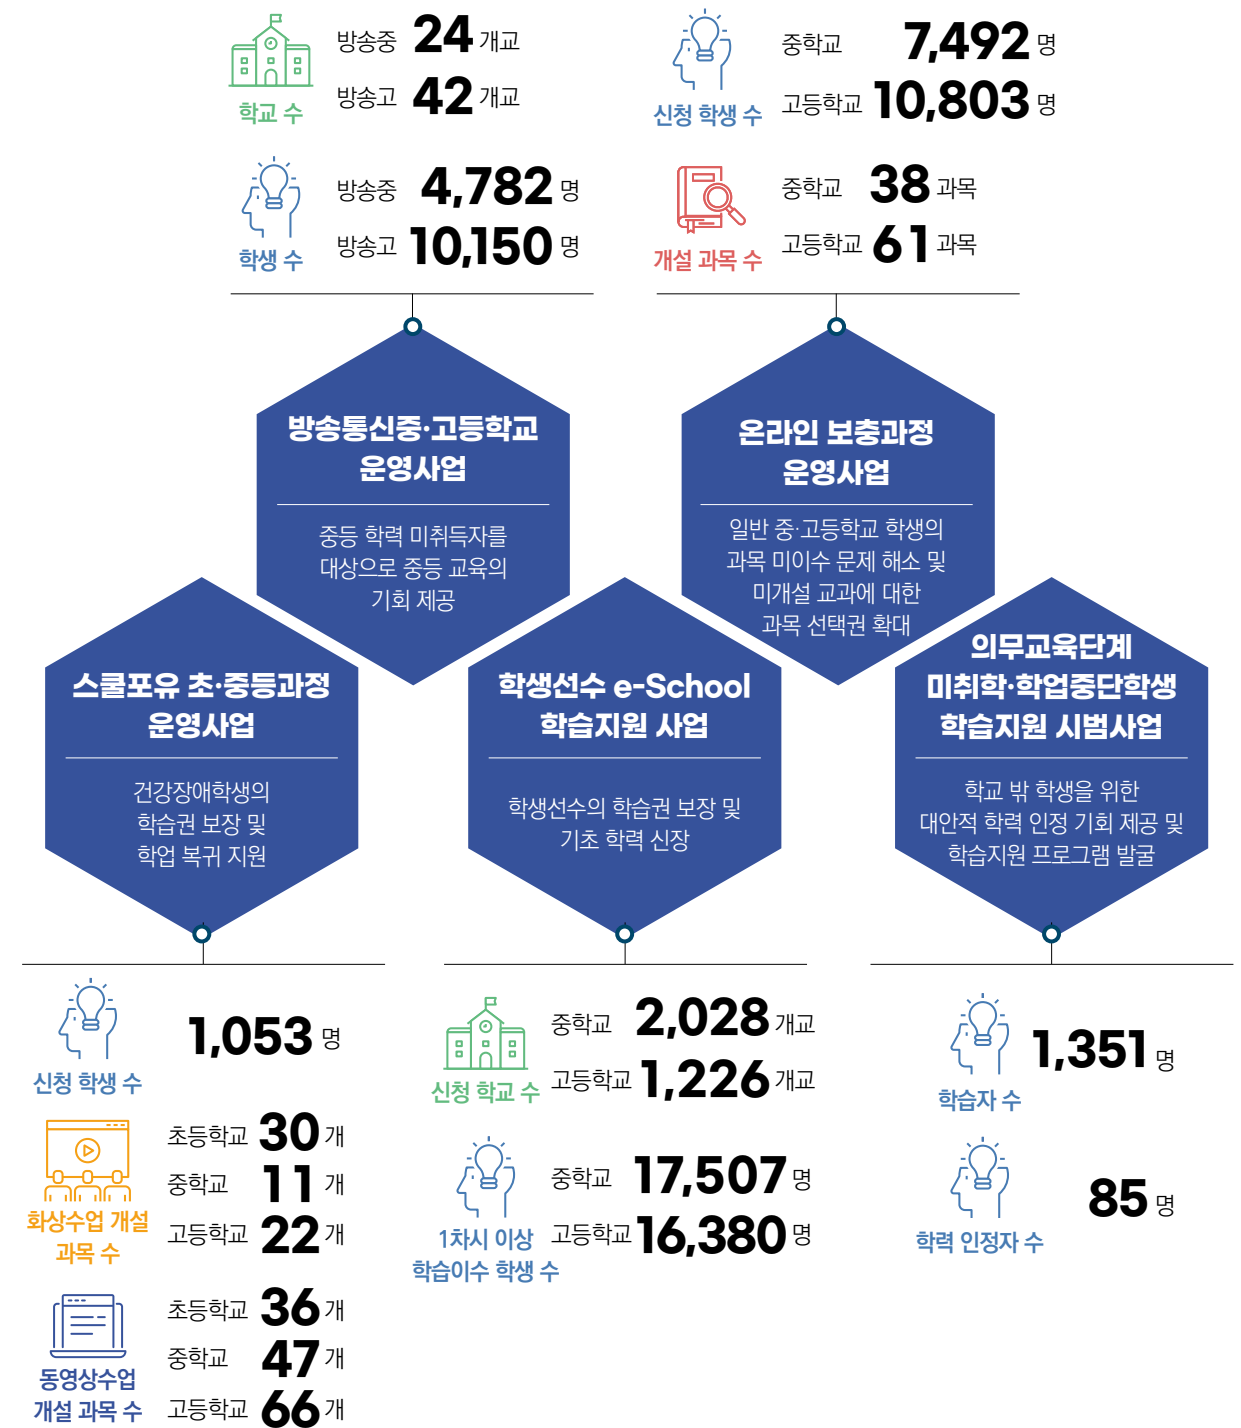 방송중 24 개교
방송고 42 개교
학교 수
방송중 4,782 명
방송고 10,150 명
학생 수
중학교 7,492 명
고등학교 10,803 명
신청 학생 수
중학교 38 과목
고등학교 61 과목
개설 과목 수
방송통신중·고등학교
운영사업
중등 학력 미취득자를
대상으로 중등 교육의
기회 제공
온라인 보충과정
운영사업
일반 중·고등학교 학생의
과목 미이수 문제 해소 및
미개설 교과에 대한
과목 선택권 확대
스쿨포유 초·중등과정
운영사업
건강장애학생의
학습권 보장 및
학업 복귀 지원
학생선수 e-School
학습지원 사업
학생선수의 학습권 보장 및
기초 학력 신장
의무교육단계
미취학·학업중단학생
학습지원 시범사업
학교 밖 학생을 위한
대안적 학력 인정 기회 제공 및
학습지원 프로그램 발굴
1,053 명
신청 학생 수
초등학교 30 개
중학교 11 개
고등학교 22 개
화상수업 개설
과목 수
초등학교 36 개
중학교 47 개
고등학교 66 개
동영상수업
개설 과목 수
중학교 2,028 개교
고등학교 1,226 개교
신청 학교 수
중학교 17,507 명
고등학교 16,380 명
1차시 이상
학습이수 학생 수
1,351 명
학습자 수
85 명
학력 인정자 수